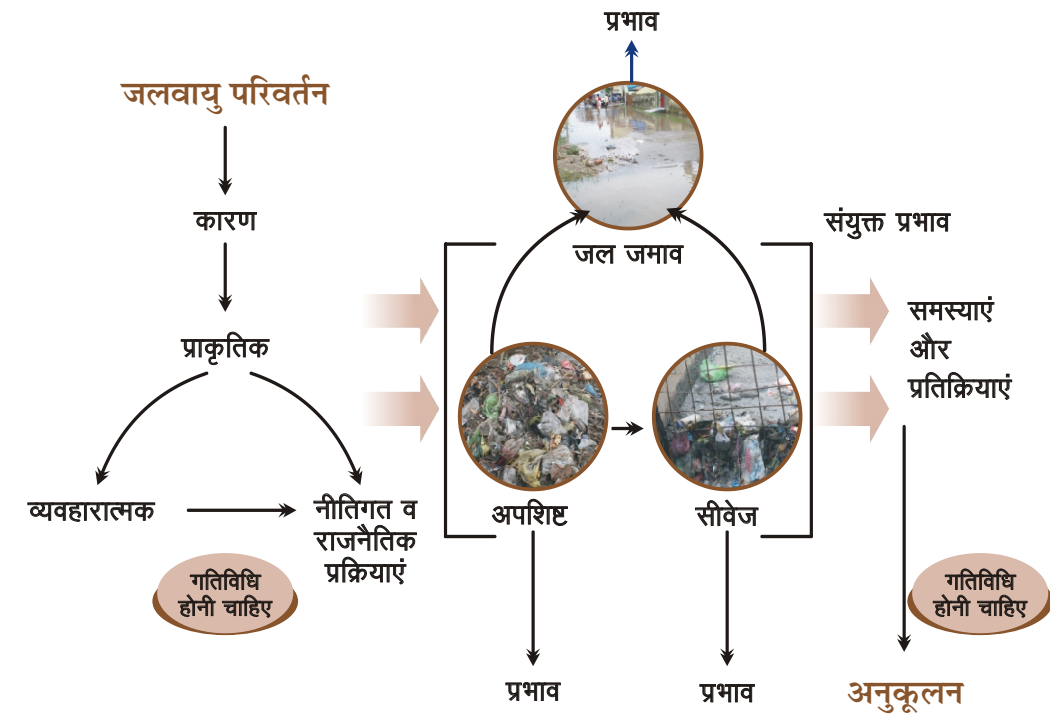 प्रभाव
जलवायु परिवर्तन
कारण
संयुक्त प्रभाव
जल जमाव
समस्याएं
और
प्रतिक्रियाएं
प्राकृतिक
व्यवहारात्मक
नीतिगत व
राजनैतिक
प्रक्रियाएं
अपशिष्ट
सीवेज
गतिविधि
होनी चाहिए
गतिविधि
होनी चाहिए
प्रभाव
प्रभाव
अनुकूलन